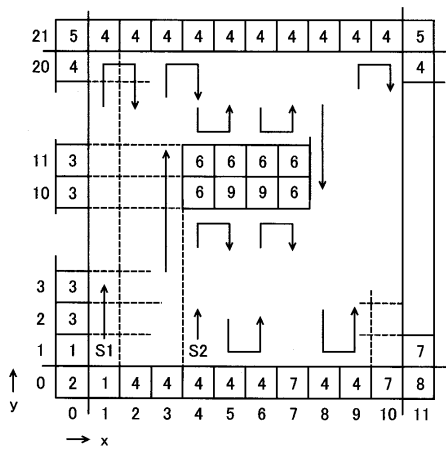 21 5 4 4 4 4 4 4 4 4 4 4 5
20 4 4
11 3 6 6 6 6
10 3 6 9 9 6
3 3
2 3
1 1 S1 S2 7
0 2 1 4 4 4 4 4 7 4 4 7 8
y 0 1 2 3 4 5 6 7 8 9 10 11
x